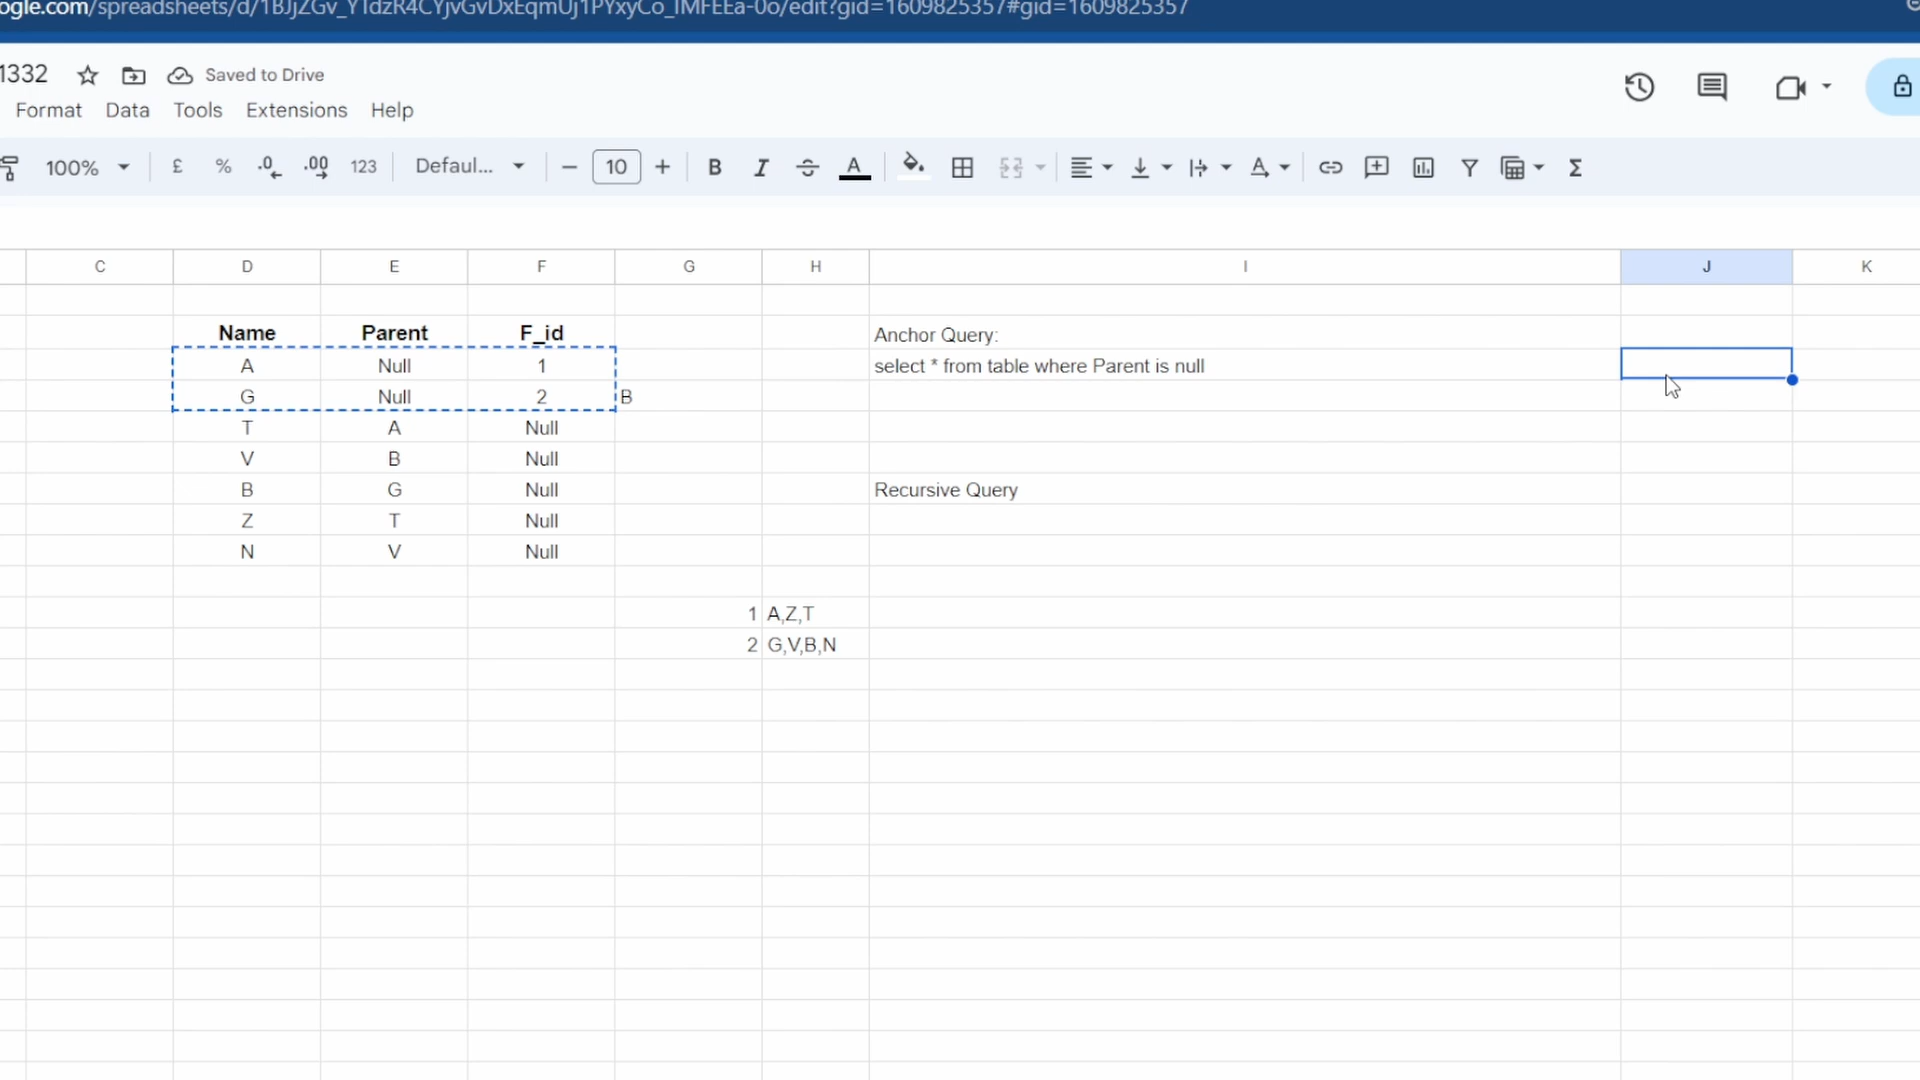 ogle.com/spreadsheets/d/1BJjZGv_YTdzR4CYjvGvDxEqmUj1PYxyCo_IMFEEa-0o/edit?gid=1609825357#gid=1609825357
1332 Saved to Drive
Format Data Tools Extensions Help
100% £ % .0 .00 123 Defaul... − 10 + B I A Σ
C D E F G H I J K
Name Parent F_id Anchor Query:
A Null 1 select * from table where Parent is null
G Null 2 B
T A Null
V B Null
B G Null Recursive Query
Z T Null
N V Null
1 A,Z,T
2 G,V,B,N